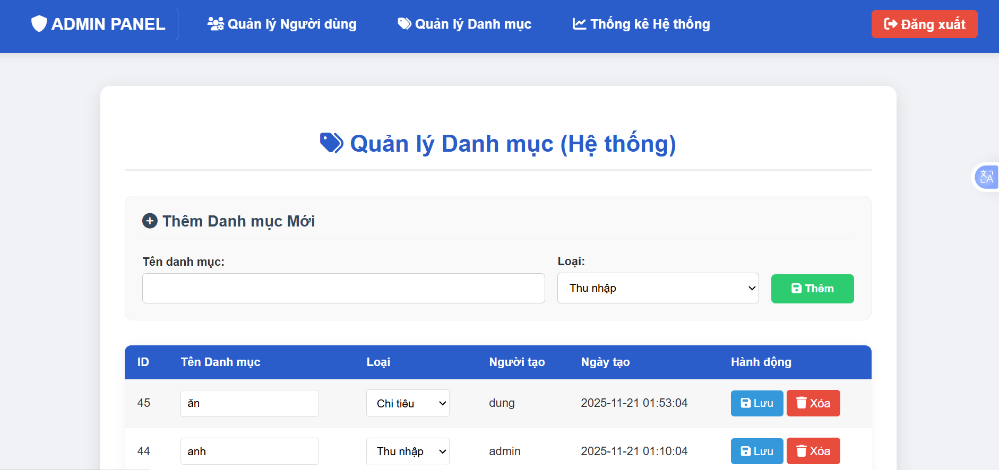 ADMIN PANEL Quản lý Người dùng Quản lý Danh mục Thống kê Hệ thống Đăng xuất
Quản lý Danh mục (Hệ thống)
Thêm Danh mục Mới
Tên danh mục: Loại:
Thu nhập Thêm
ID Tên Danh mục Loại Người tạo Ngày tạo Hành động
45 ăn Chi tiêu dung 2025-11-21 01:53:04 Lưu Xóa
44 anh Thu nhập admin 2025-11-21 01:10:04 Lưu Xóa